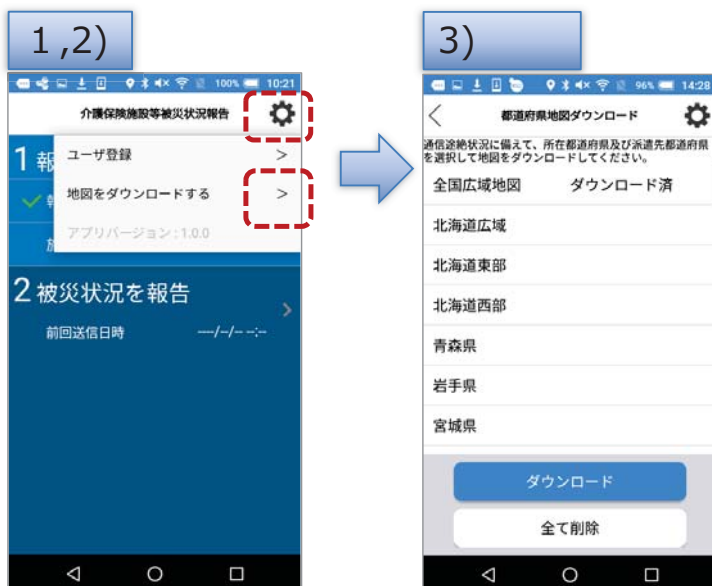 1,2)
100% 10:21
介護保険施設等被災状況報告
1 報
ユーザ登録 >
地図をダウンロードする >
アプリバージョン:1.0.0
2 被災状況を報告 >
前回送信日時 ----/--/-- --:--
3)
96% 14:28
< 都道府県地図ダウンロード
通信途絶状況に備えて、所在都道府県及び派遣先都道府県
を選択して地図をダウンロードしてください。
全国広域地図 ダウンロード済
北海道広域
北海道東部
北海道西部
青森県
岩手県
宮城県
ダウンロード
全て削除